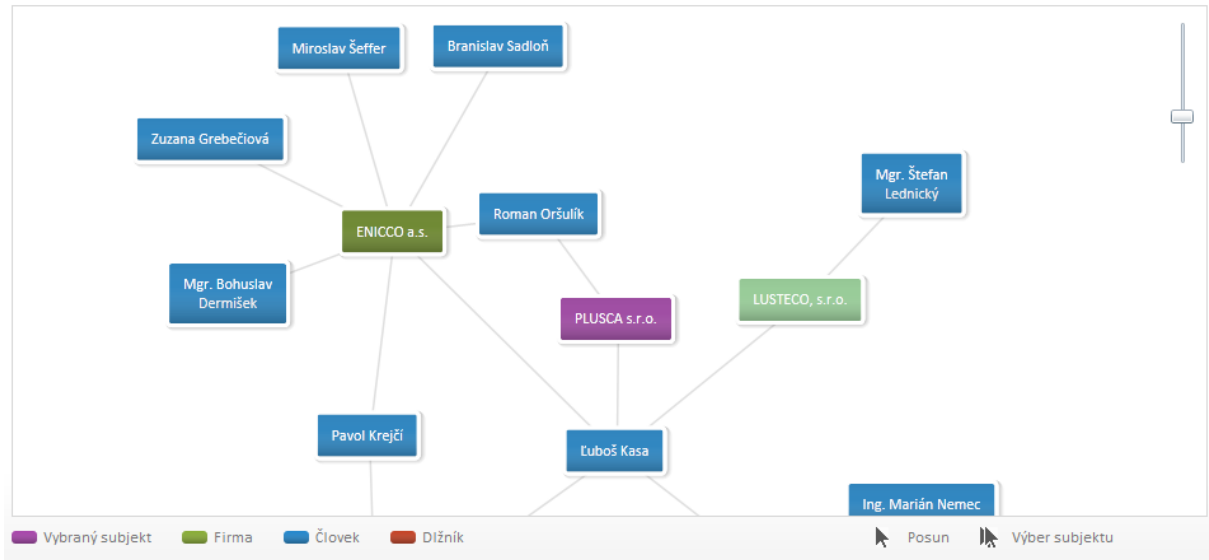 Miroslav Šeffer
Branislav Sadloň
Zuzana Grebečiová
Mgr. Štefan
Lednický
Roman Oršulík
ENICCO a.s.
Mgr. Bohuslav
Dermišek
LUSTECO, s.r.o.
PLUSCA s.r.o.
Pavol Krejčí
Ľuboš Kasa
Ing. Marián Nemec
Vybraný subjekt
Firma
Človek
Dlžník
Posun
Výber subjektu